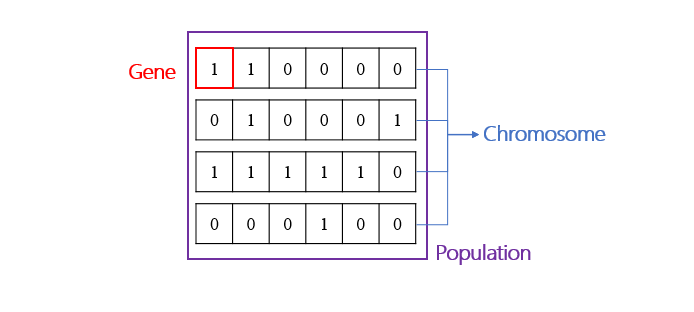 Gene
1 1 0 0 0 0
0 1 0 0 0 1
Chromosome
1 1 1 1 1 0
0 0 0 1 0 0
Population